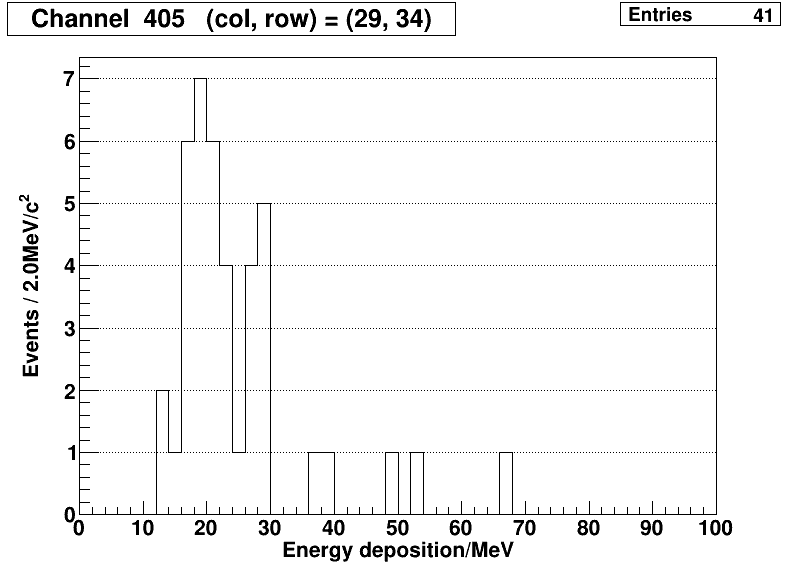 Channel 405 (col, row) = (29, 34)
Entries 41
Events / 2.0MeV/c²
7
6
5
4
3
2
1
0
0 10 20 30 40 50 60 70 80 90 100
Energy deposition/MeV